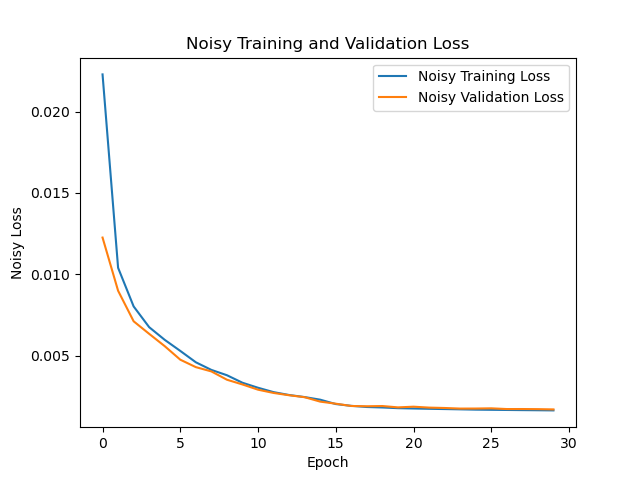 Noisy Training and Validation Loss
Noisy Training Loss
Noisy Validation Loss
Noisy Loss
0.020
0.015
0.010
0.005
0 5 10 15 20 25 30
Epoch